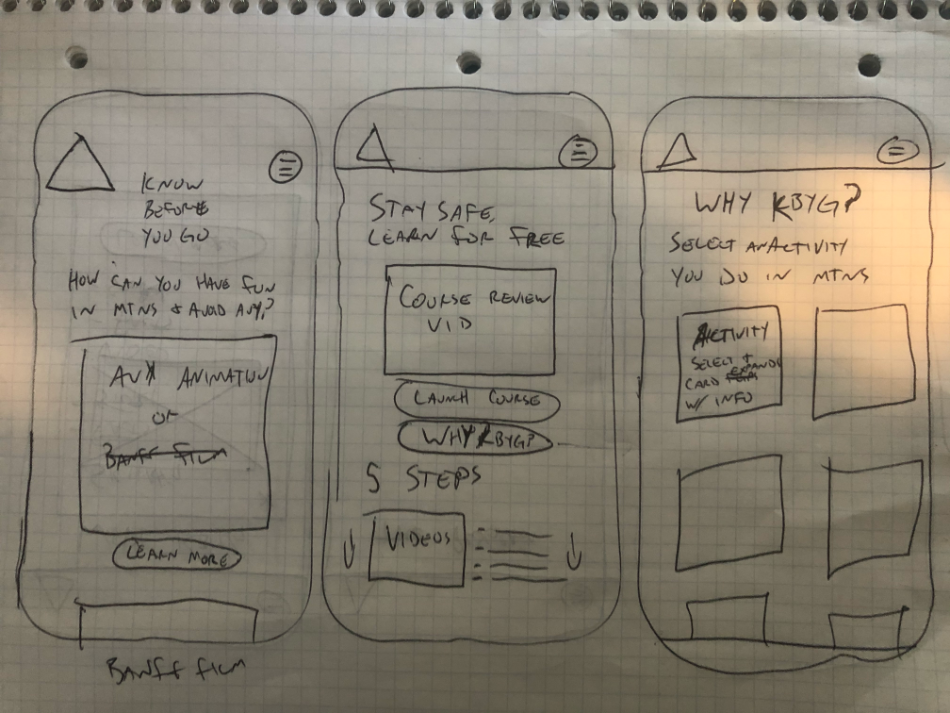 KNOW
BEFORE
YOU GO
HOW CAN YOU HAVE FUN
IN MTNS & AVOID AVY?
ANIMATION
OR
BANFF FILM
LEARN MORE
BANFF FILM
STAY SAFE,
LEARN FOR FREE
COURSE REVIEW
VID
LAUNCH COURSE
WHY KBYG?
5 STEPS
VIDEOS
WHY KBYG?
SELECT AN ACTIVITY
YOU DO IN MTNS
ACTIVITY
SELECT +
EXPANDS
CARD
W/ INFO